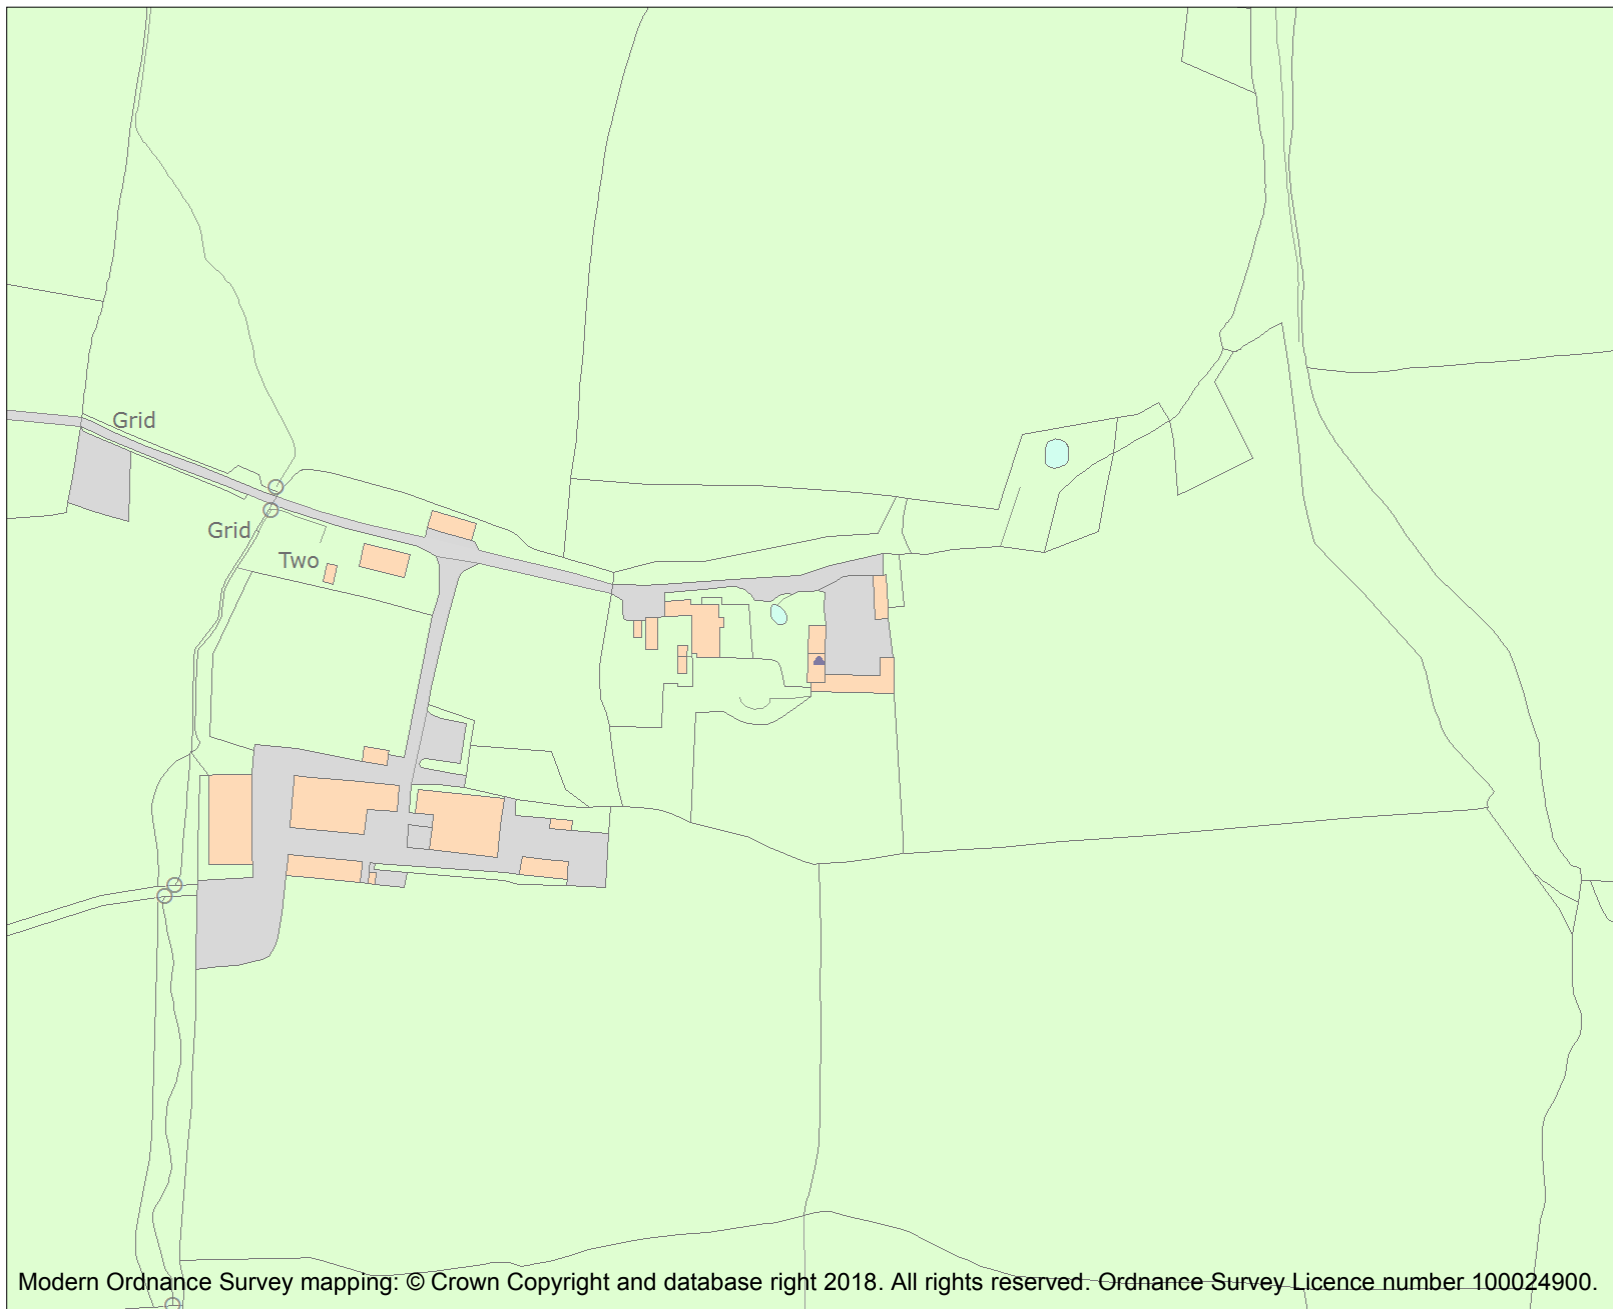 Grid
Grid
Two
Modern Ordnance Survey mapping: © Crown Copyright and database right 2018. All rights reserved. Ordnance Survey Licence number 100024900.